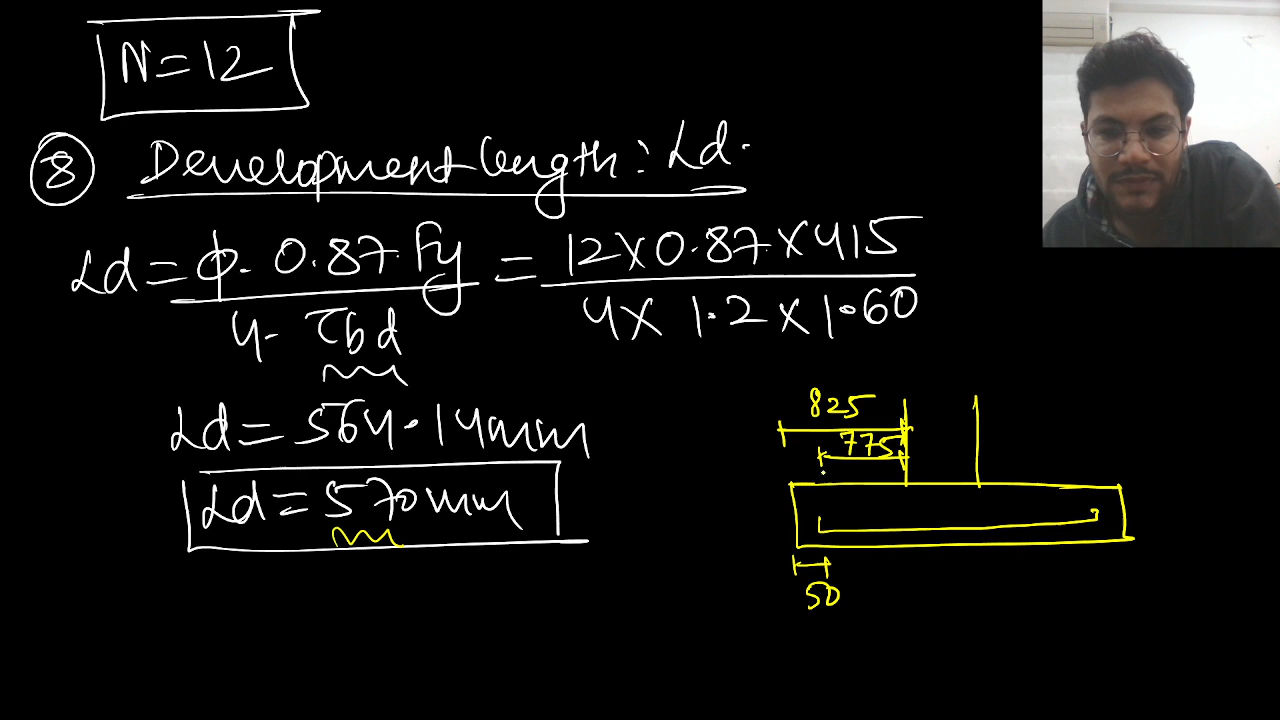 N=12
8 Development length: Ld.
Ld = ϕ. 0.87. Fy / 4. τbd = 12 X 0.87 X 415 / 4 X 1.2 X 1.60
Ld = 564.14mm
Ld = 570mm
825
775
50